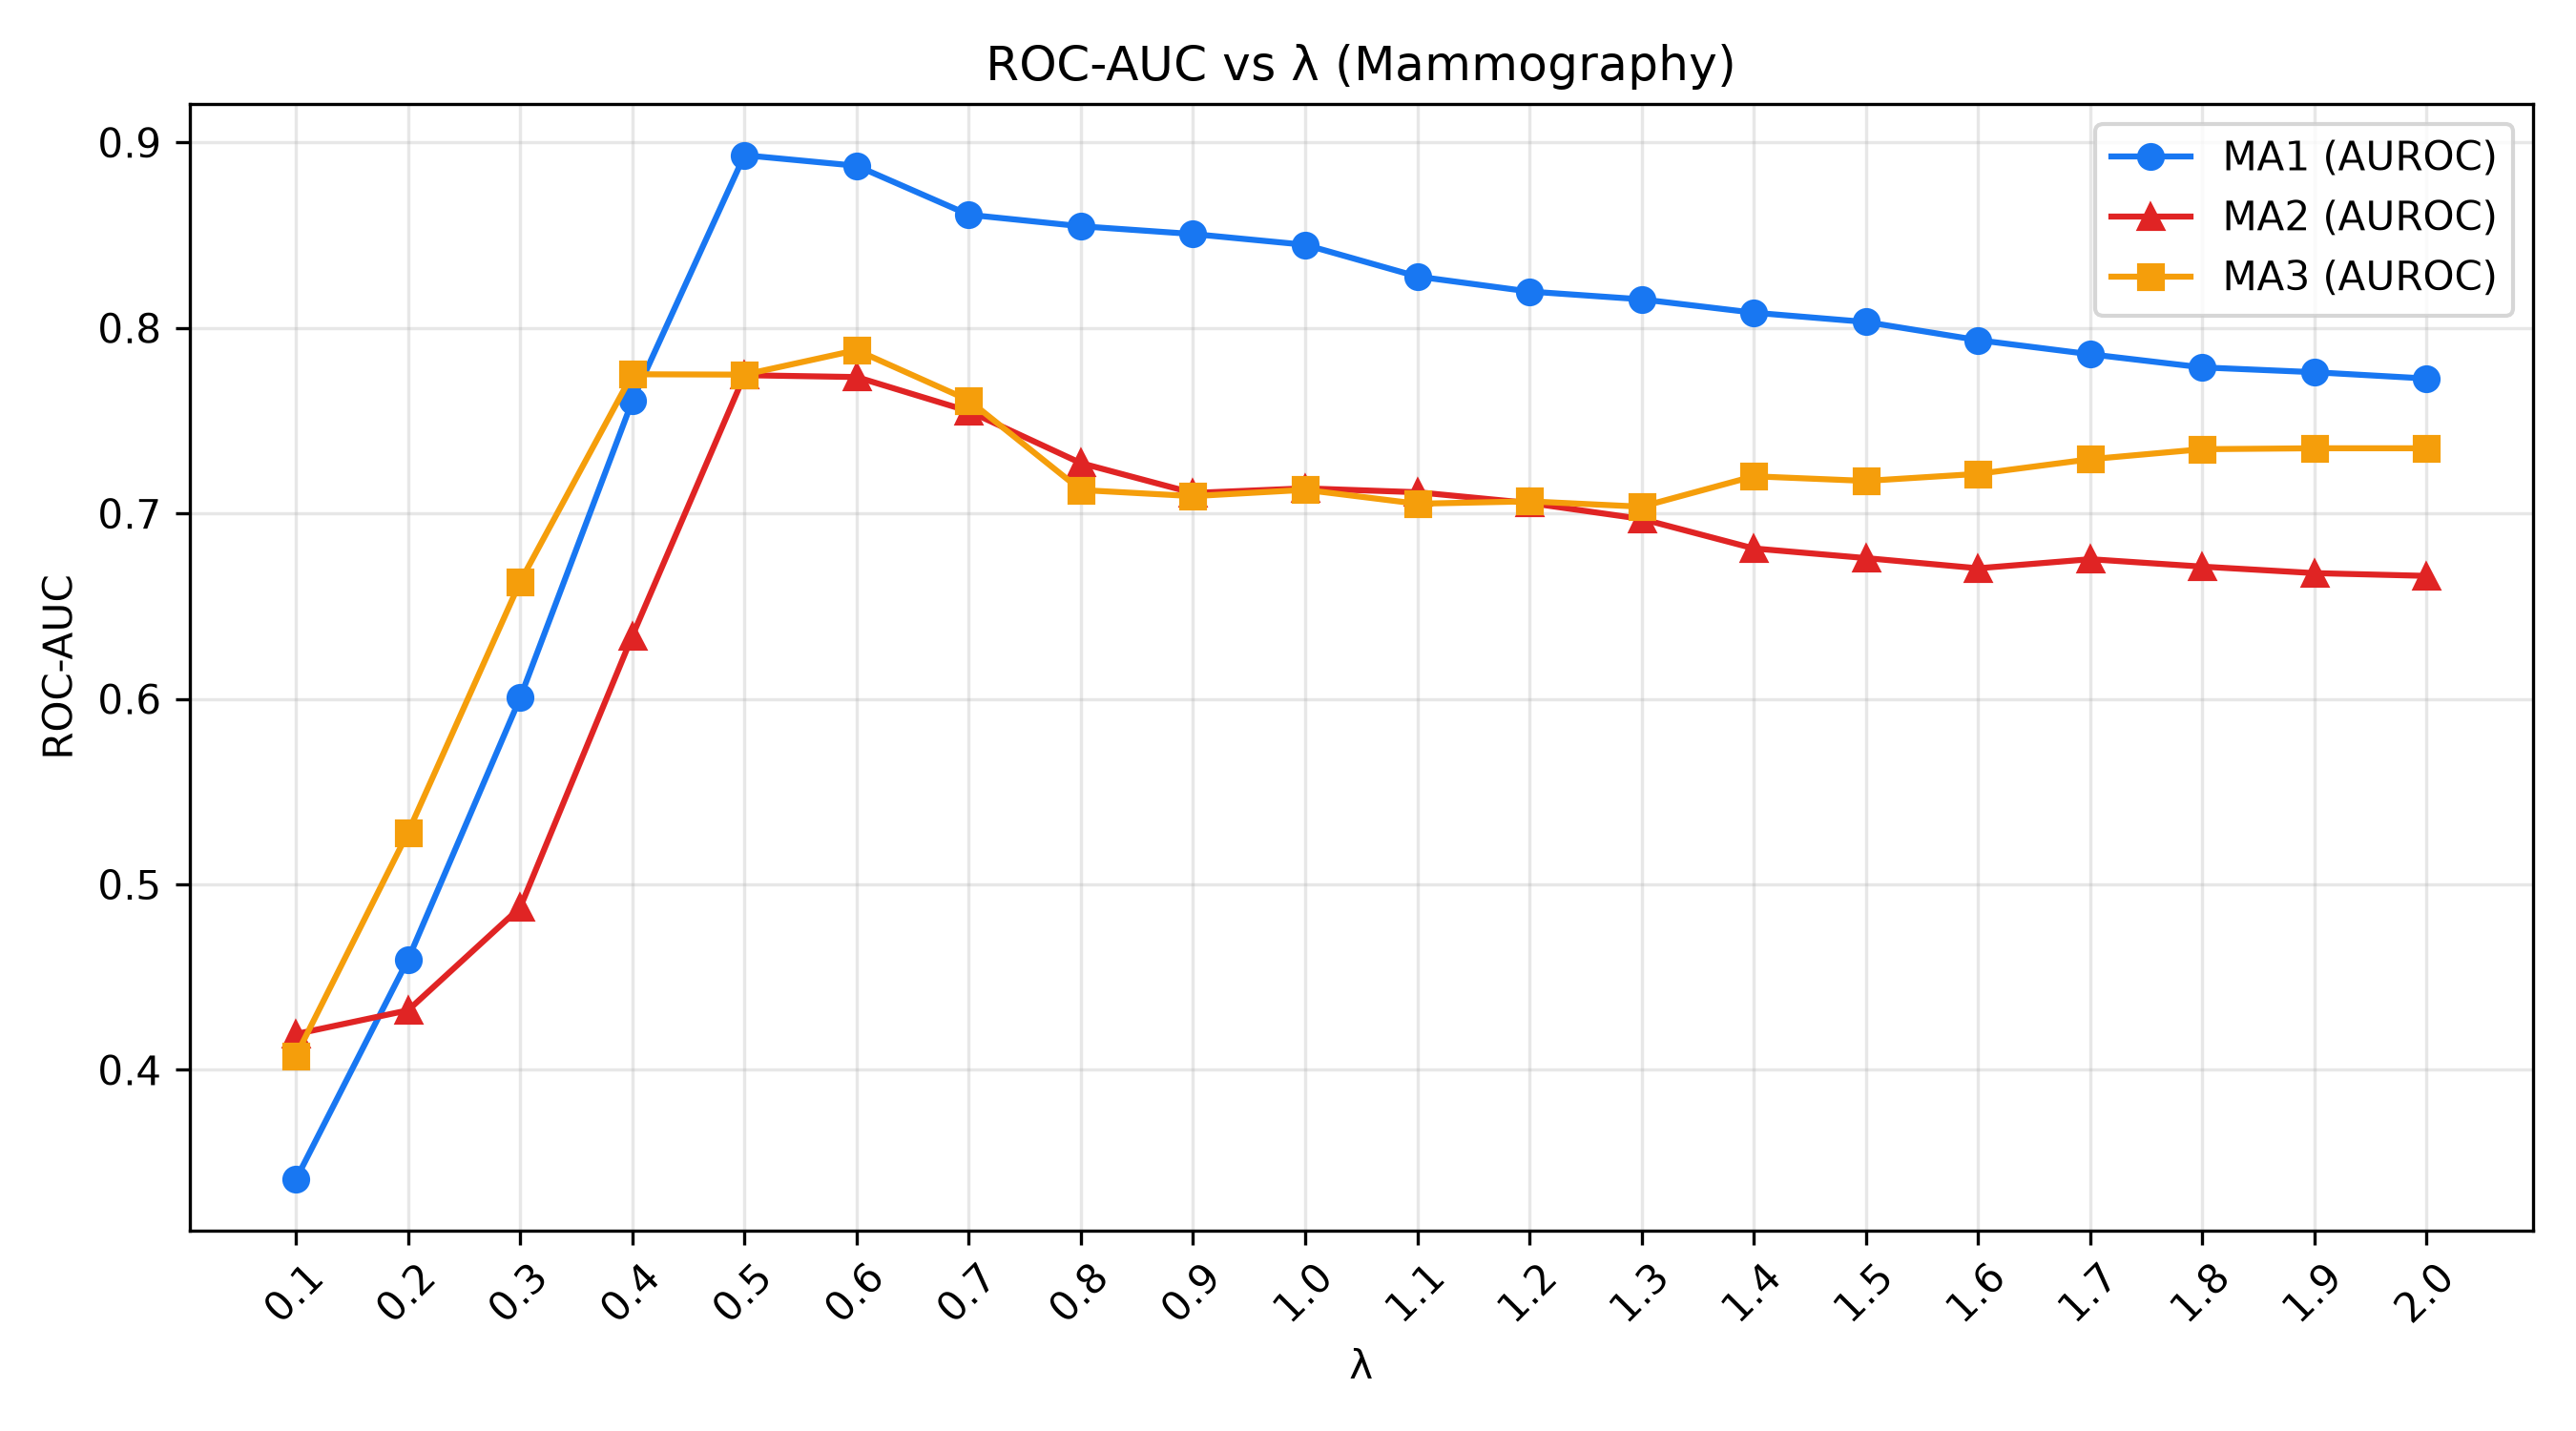 ROC-AUC vs λ (Mammography)
MA1 (AUROC)
MA2 (AUROC)
MA3 (AUROC)
ROC-AUC
0.9
0.8
0.7
0.6
0.5
0.4
0.1 0.2 0.3 0.4 0.5 0.6 0.7 0.8 0.9 1.0 1.1 1.2 1.3 1.4 1.5 1.6 1.7 1.8 1.9 2.0
λ